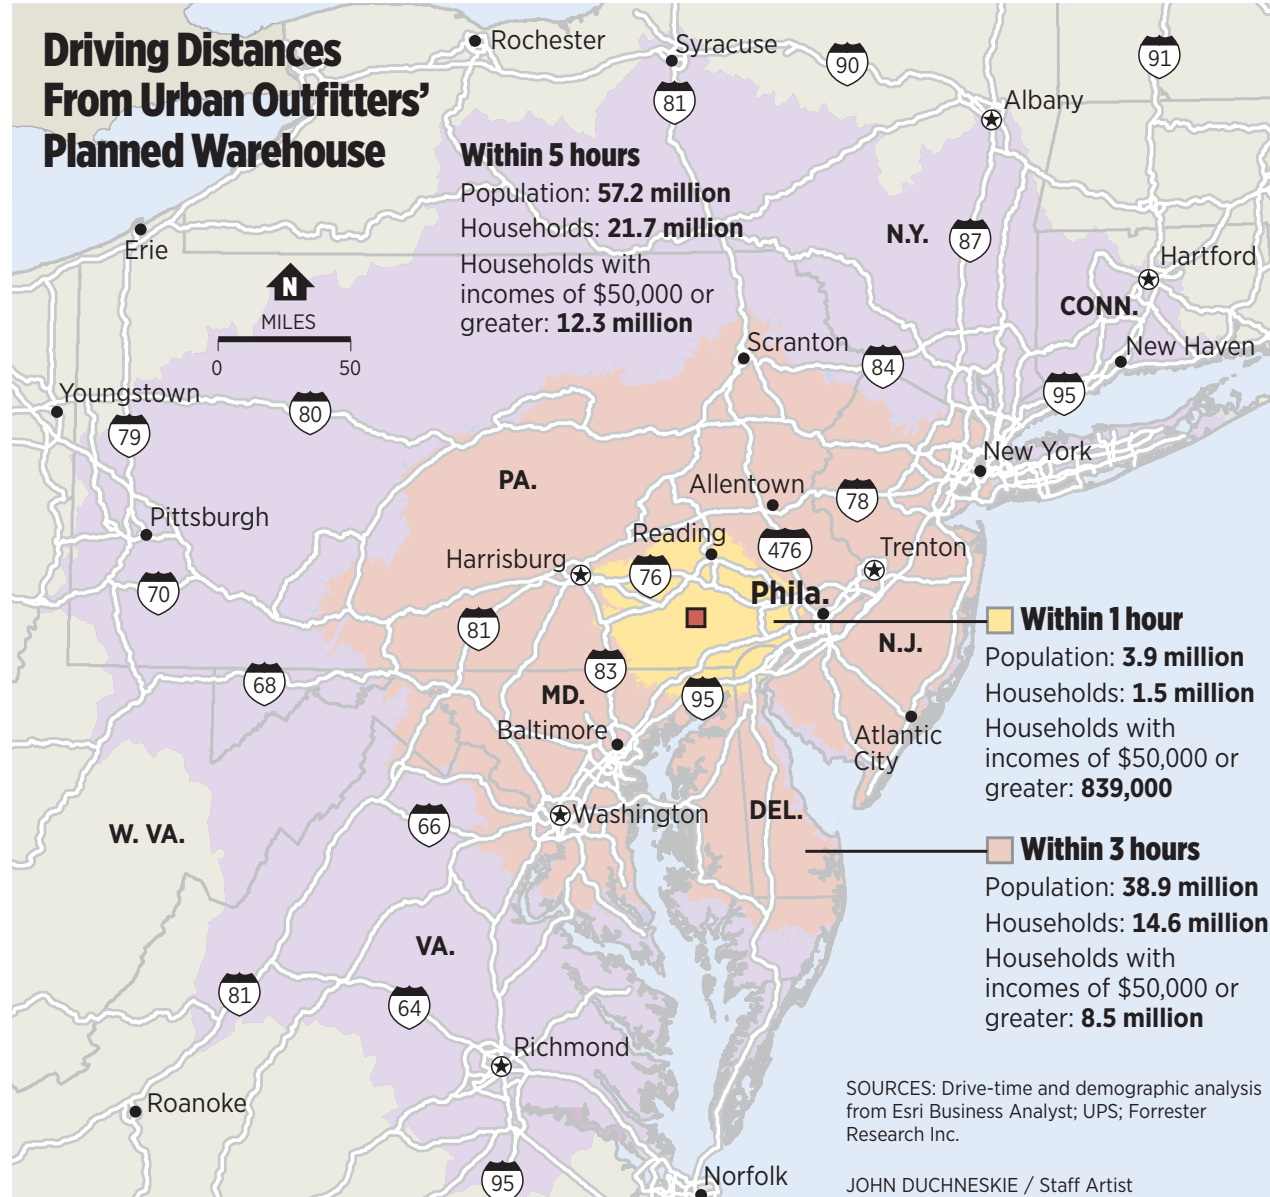 Driving Distances
From Urban Outfitters’
Planned Warehouse
Rochester
Syracuse
90
91
81
Albany
Within 5 hours
Population: 57.2 million
Households: 21.7 million
Households with
incomes of $50,000 or
greater: 12.3 million
N.Y.
87
Erie
Hartford
N
MILES
0
50
CONN.
Scranton
New Haven
84
95
Youngstown
80
79
New York
PA.
Allentown
78
Pittsburgh
Reading
476
Trenton
Harrisburg
76
70
Phila.
81
Within 1 hour
Population: 3.9 million
Households: 1.5 million
Households with
incomes of $50,000 or
greater: 839,000
N.J.
68
83
MD.
95
Baltimore
Atlantic
City
Washington
DEL.
66
W. VA.
Within 3 hours
Population: 38.9 million
Households: 14.6 million
Households with
incomes of $50,000 or
greater: 8.5 million
VA.
81
64
Richmond
Roanoke
95
Norfolk
SOURCES: Drive-time and demographic analysis
from Esri Business Analyst; UPS; Forrester
Research Inc.
JOHN DUCHNESKIE / Staff Artist